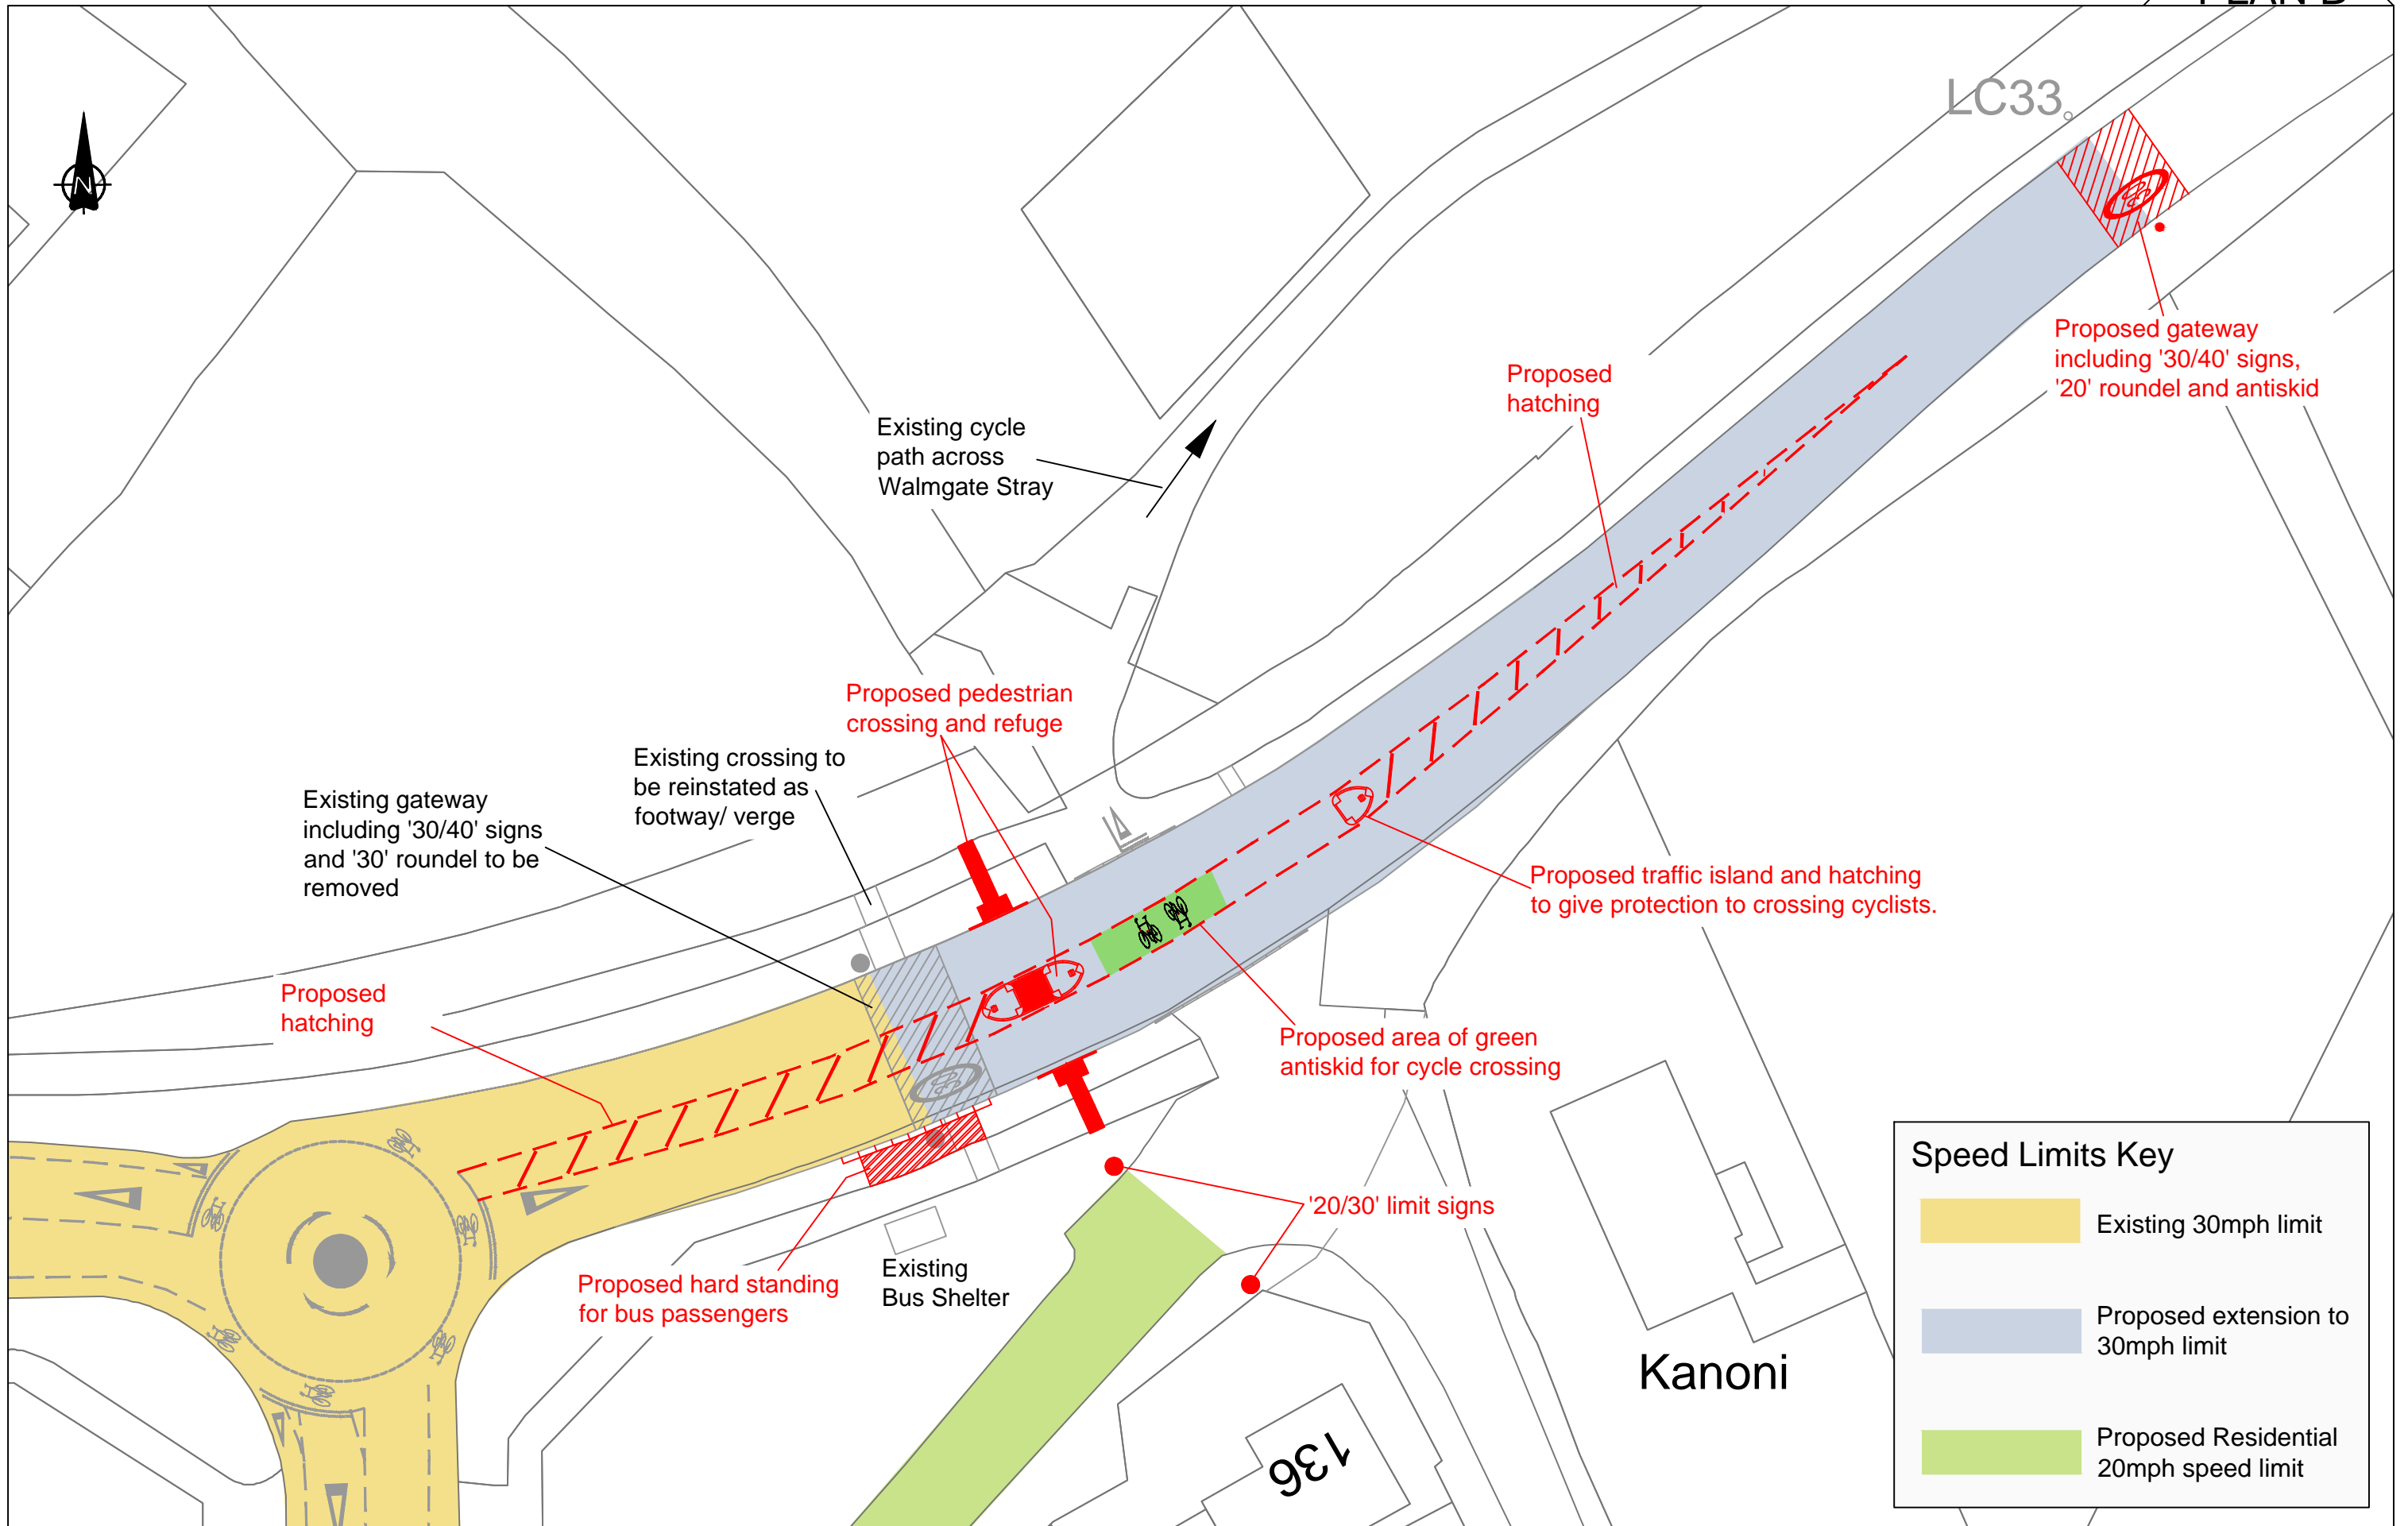 LC33
N
Proposed gateway
including '30/40' signs,
'20' roundel and antiskid
Proposed
hatching
Existing cycle
path across
Walmgate Stray
Proposed pedestrian
crossing and refuge
Existing crossing to
be reinstated as
footway/ verge
Existing gateway
including '30/40' signs
and '30' roundel to be
removed
Proposed traffic island and hatching
to give protection to crossing cyclists.
Proposed
hatching
Proposed area of green
antiskid for cycle crossing
'20/30' limit signs
Existing
Bus Shelter
Proposed hard standing
for bus passengers
Kanoni
136
Speed Limits Key
Existing 30mph limit
Proposed extension to
30mph limit
Proposed Residential
20mph speed limit